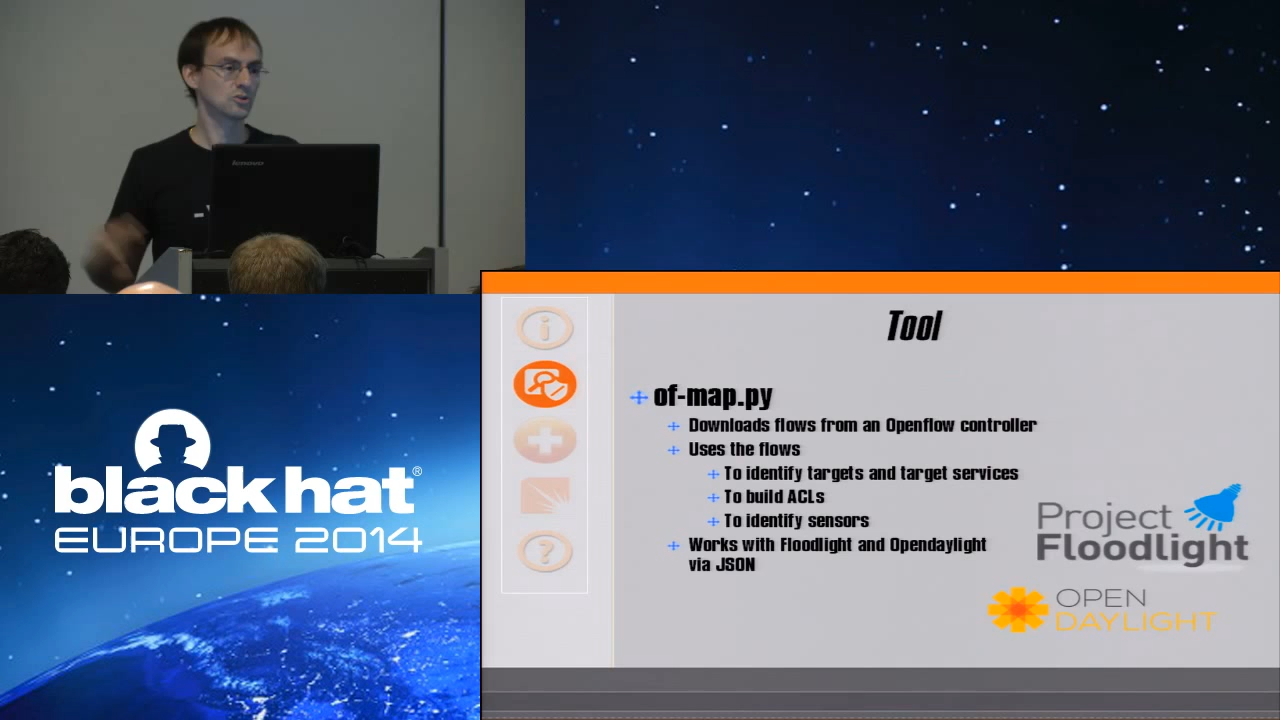 lenovo
Tool
of-map.py
Downloads flows from an Openflow controller
Uses the flows
To identify targets and target services
To build ACLs
To identify sensors
Works with Floodlight and Opendaylight
via JSON
Project
Floodlight
OPEN
DAYLIGHT
black hat®
EUROPE 2014